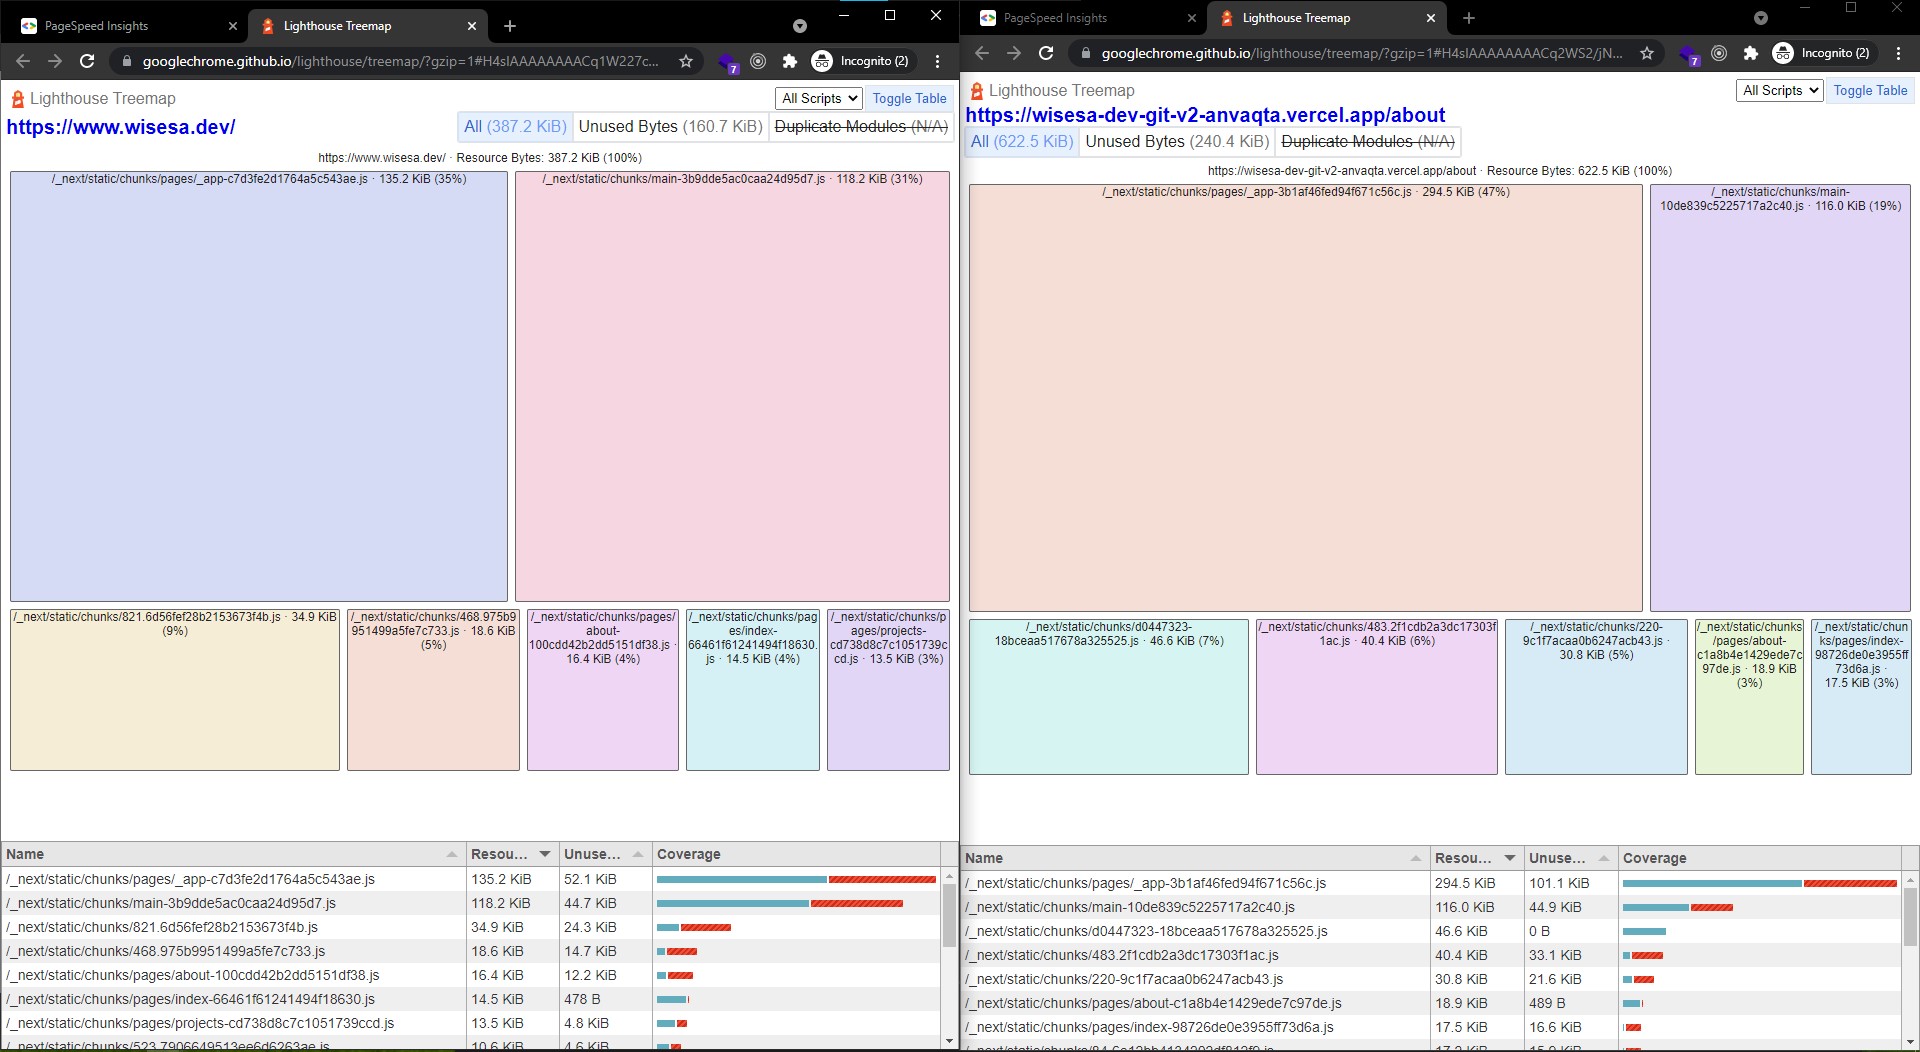 PageSpeed Insights
Lighthouse Treemap
googlechrome.github.io/lighthouse/treemap/?gzip=1#H4sIAAAAAAAACq1W227c...
7
Incognito (2)
Lighthouse Treemap
All Scripts
Toggle Table
https://www.wisesa.dev/
All (387.2 KiB)
Unused Bytes (160.7 KiB)
Duplicate Modules (N/A)
https://www.wisesa.dev/ · Resource Bytes: 387.2 KiB (100%)
/_next/static/chunks/pages/_app-c7d3fe2d1764a5c543ae.js · 135.2 KiB (35%)
/_next/static/chunks/main-3b9dde5ac0caa24d95d7.js · 118.2 KiB (31%)
/_next/static/chunks/821.6d56fef28b2153673f4b.js · 34.9 KiB
(9%)
/_next/static/chunks/468.975b9
951499a5fe7c733.js · 18.6 KiB
(5%)
/_next/static/chunks/pages/
about-
100cdd42b2dd5151df38.js ·
16.4 KiB (4%)
/_next/static/chunks/pag
es/index-
66461f61241494f18630.
js · 14.5 KiB (4%)
/_next/static/chunks/p
ages/projects-
cd738d8c7c1051739c
cd.js · 13.5 KiB (3%)
Name
Resou...
Unuse...
Coverage
/_next/static/chunks/pages/_app-c7d3fe2d1764a5c543ae.js
135.2 KiB
52.1 KiB
/_next/static/chunks/main-3b9dde5ac0caa24d95d7.js
118.2 KiB
44.7 KiB
/_next/static/chunks/821.6d56fef28b2153673f4b.js
34.9 KiB
24.3 KiB
/_next/static/chunks/468.975b9951499a5fe7c733.js
18.6 KiB
14.7 KiB
/_next/static/chunks/pages/about-100cdd42b2dd5151df38.js
16.4 KiB
12.2 KiB
/_next/static/chunks/pages/index-66461f61241494f18630.js
14.5 KiB
478 B
/_next/static/chunks/pages/projects-cd738d8c7c1051739ccd.js
13.5 KiB
4.8 KiB
/_next/static/chunks/523.7906649513ee6d6263ae.js
10.6 KiB
4.6 KiB
PageSpeed Insights
Lighthouse Treemap
googlechrome.github.io/lighthouse/treemap/?gzip=1#H4sIAAAAAAAACq2WS2/jN...
7
Incognito (2)
Lighthouse Treemap
All Scripts
Toggle Table
https://wisesa-dev-git-v2-anvaqta.vercel.app/about
All (622.5 KiB)
Unused Bytes (240.4 KiB)
Duplicate Modules (N/A)
https://wisesa-dev-git-v2-anvaqta.vercel.app/about · Resource Bytes: 622.5 KiB (100%)
/_next/static/chunks/pages/_app-3b1af46fed94f671c56c.js · 294.5 KiB (47%)
/_next/static/chunks/main-
10de839c5225717a2c40.js · 116.0 KiB (19%)
/_next/static/chunks/d0447323-
18bceaa517678a325525.js · 46.6 KiB (7%)
/_next/static/chunks/483.2f1cdb2a3dc17303f
1ac.js · 40.4 KiB (6%)
/_next/static/chunks/220-
9c1f7acaa0b6247acb43.js ·
30.8 KiB (5%)
/_next/static/chunks
/pages/about-
c1a8b4e1429ede7c
97de.js · 18.9 KiB
(3%)
/_next/static/chun
ks/pages/index-
98726de0e3955ff
73d6a.js ·
17.5 KiB (3%)
Name
Resou...
Unuse...
Coverage
/_next/static/chunks/pages/_app-3b1af46fed94f671c56c.js
294.5 KiB
101.1 KiB
/_next/static/chunks/main-10de839c5225717a2c40.js
116.0 KiB
44.9 KiB
/_next/static/chunks/d0447323-18bceaa517678a325525.js
46.6 KiB
0 B
/_next/static/chunks/483.2f1cdb2a3dc17303f1ac.js
40.4 KiB
33.1 KiB
/_next/static/chunks/220-9c1f7acaa0b6247acb43.js
30.8 KiB
21.6 KiB
/_next/static/chunks/pages/about-c1a8b4e1429ede7c97de.js
18.9 KiB
489 B
/_next/static/chunks/pages/index-98726de0e3955ff73d6a.js
17.5 KiB
16.6 KiB